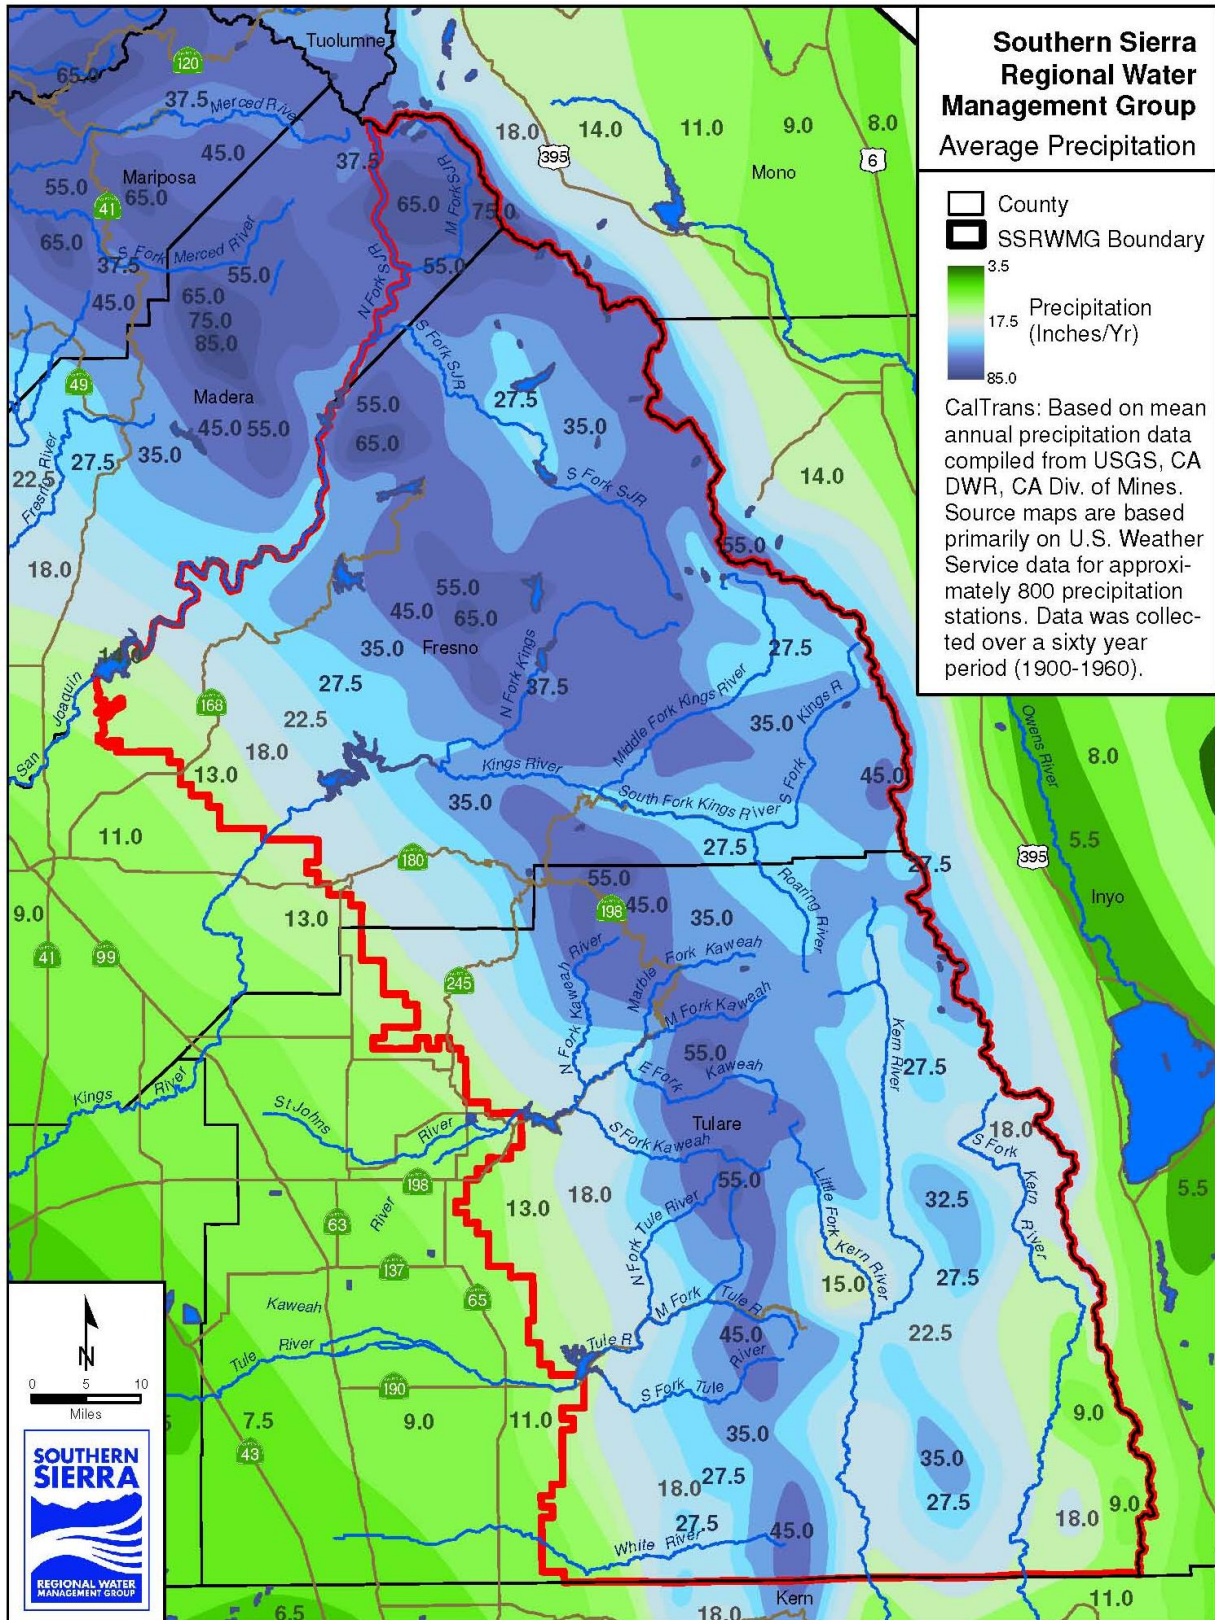 Southern Sierra
Regional Water
Management Group
Average Precipitation
County
SSRWMG Boundary
3.5
17.5
85.0
Precipitation
(Inches/Yr)
CalTrans: Based on mean
annual precipitation data
compiled from USGS, CA
DWR, CA Div. of Mines.
Source maps are based
primarily on U.S. Weather
Service data for approxi-
mately 800 precipitation
stations. Data was collec-
ted over a sixty year
period (1900-1960).
Tuolumne
120
65.0
37.5
Merced River
18.0
14.0
11.0
9.0
8.0
395
6
45.0
37.5
Mono
Mariposa
55.0
65.0
41
65.0
M Fork SJR
75.0
65.0
S Fork Merced River
37.5
55.0
55.0
N Fork SJR
45.0
65.0
75.0
85.0
S Fork SJR
49
Madera
55.0
27.5
35.0
45.0
55.0
65.0
Fresno River
22.5
27.5
35.0
S Fork SJR
14.0
18.0
55.0
55.0
45.0
65.0
35.0
Fresno
27.5
14.0
27.5
N Fork Kings
37.5
Middle Fork Kings River
San Joaquin
168
22.5
18.0
35.0
S Fork Kings R
13.0
Kings River
45.0
8.0
Owens River
35.0
South Fork Kings River
11.0
27.5
5.5
395
180
27.5
55.0
Inyo
9.0
13.0
198
45.0
35.0
Roaring River
41
99
245
N Fork Kaweah River
Marble Fork Kaweah
M Fork Kaweah
Kern River
55.0
27.5
Kings River
E Fork Kaweah
St Johns River
Tulare
18.0
S Fork Kaweah
S Fork Kern River
198
13.0
18.0
55.0
32.5
5.5
63
River
N Fork Tule River
Little Fork Kern River
137
15.0
27.5
Kaweah
65
M Fork Tule R
22.5
Tule River
Tule R
45.0
River
190
S Fork Tule
7.5
9.0
11.0
9.0
43
35.0
35.0
27.5
18.0
27.5
9.0
27.5
18.0
45.0
White River
Kern
11.0
6.5
18.0
N
0 5 10
Miles
SOUTHERN
SIERRA
REGIONAL WATER
MANAGEMENT GROUP